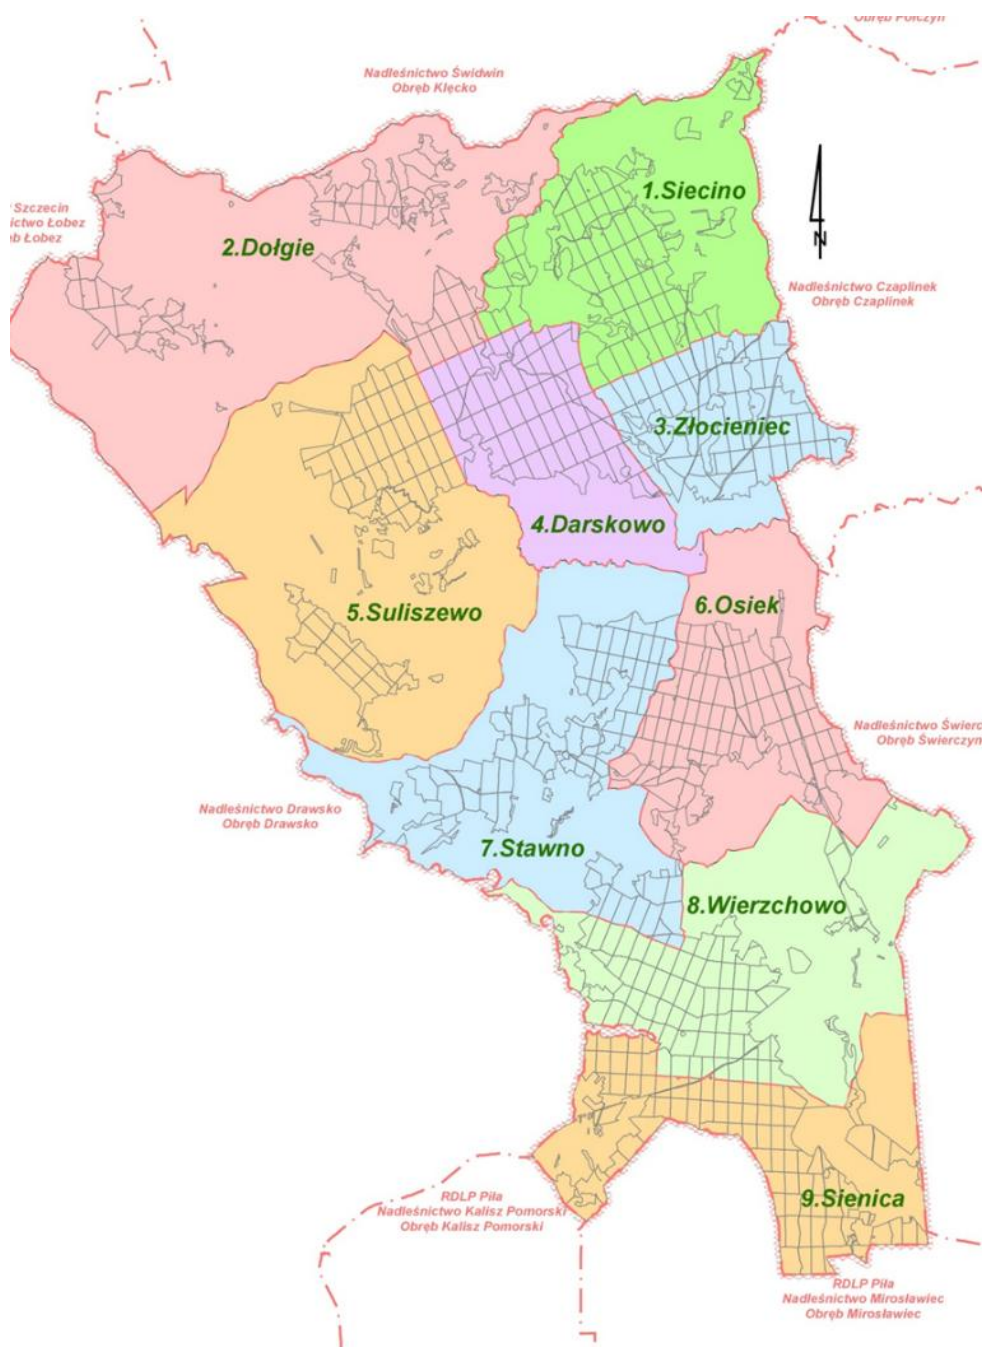 Obręb Połczyn
Nadleśnictwo Świdwin
Obręb Kłęcko
1.Siecino
Szczecin
ictwo Łobez
b Łobez
2.Dołgie
N
Nadleśnictwo Czaplinek
Obręb Czaplinek
3.Złocieniec
4.Darskowo
5.Suliszewo
6.Osiek
Nadleśnictwo Świerc
Obręb Świerczyn
Nadleśnictwo Drawsko
Obręb Drawsko
7.Stawno
8.Wierzchowo
9.Sienica
RDLP Piła
Nadleśnictwo Kalisz Pomorski
Obręb Kalisz Pomorski
RDLP Piła
Nadleśnictwo Mirosławiec
Obręb Mirosławiec